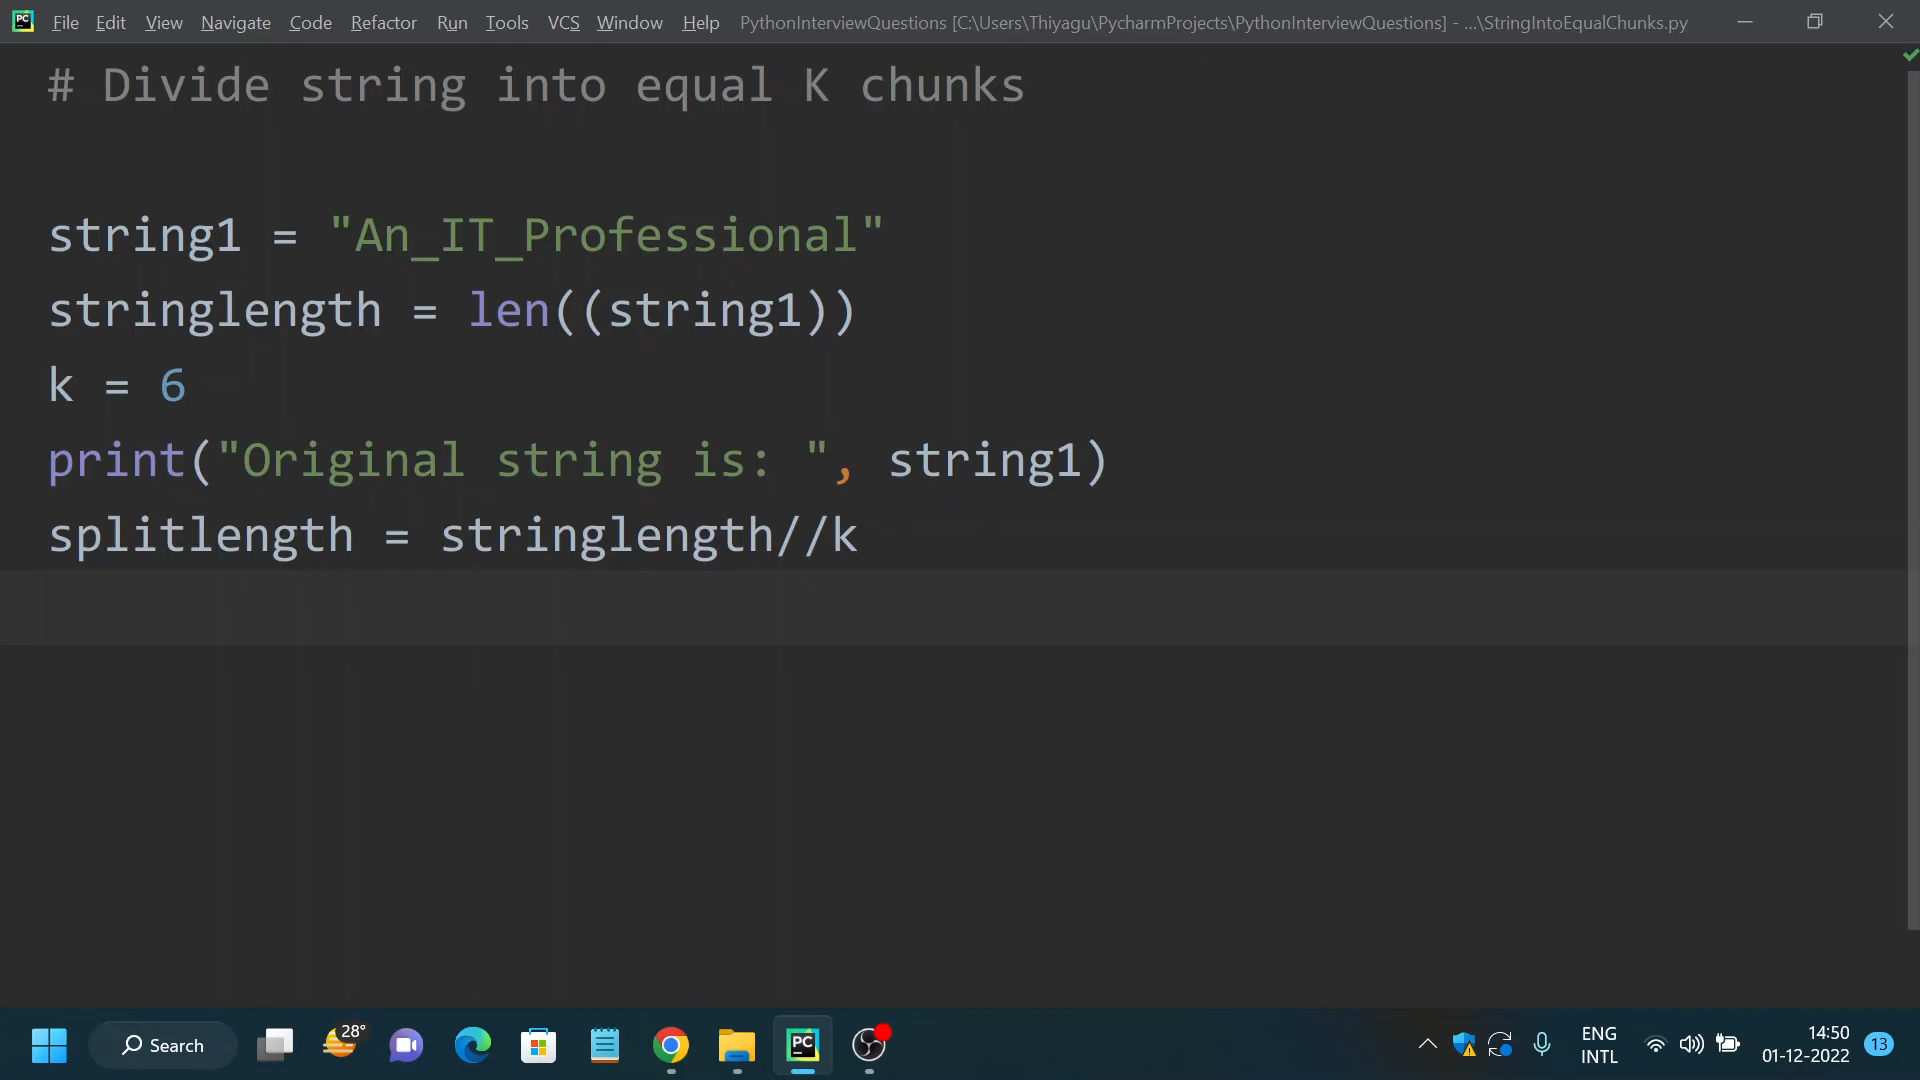 PC File Edit View Navigate Code Refactor Run Tools VCS Window Help PythonInterviewQuestions [C:\Users\Thiyagu\PycharmProjects\PythonInterviewQuestions] - ...\StringIntoEqualChunks.py
# Divide string into equal K chunks
string1 = "An_IT_Professional"
stringlength = len((string1))
k = 6
print("Original string is: ", string1)
splitlength = stringlength//k
Search 28° PC ENG 14:50 13
INTL 01-12-2022